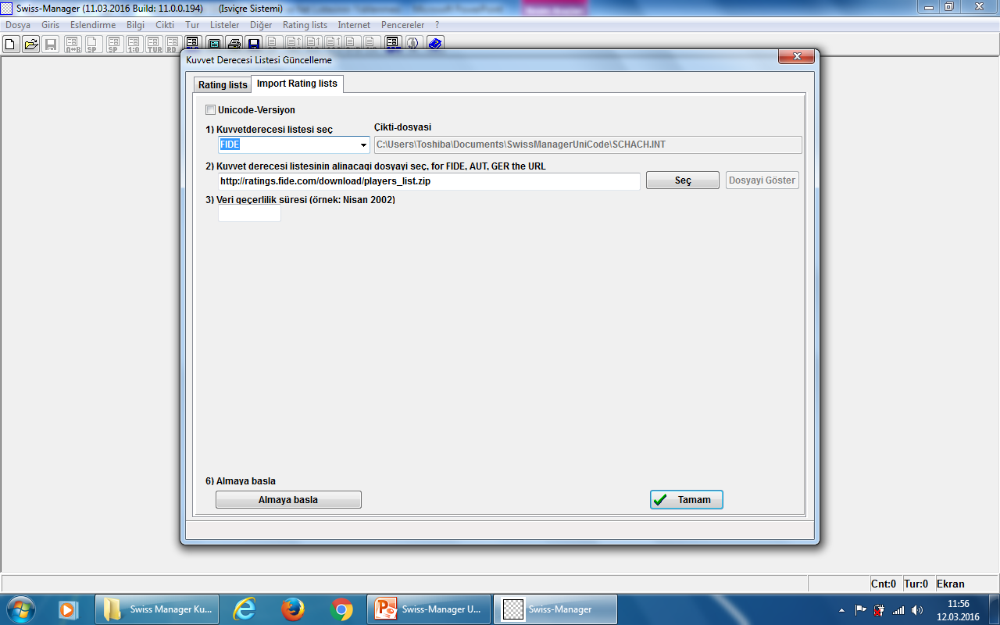 Swiss-Manager (11.03.2016 Build: 11.0.0.194) (Isviçre Sistemi)
Dosya Giris Eslendirme Bilgi Cikti Tur Listeler Diğer Rating lists Internet Pencereler ?
SP SP 1:0 TUR RD
Kuvvet Derecesi Listesi Güncelleme
Rating lists Import Rating lists
Unicode-Versiyon
1) Kuvvetderecesi listesi seç Çikti-dosyasi
FIDE C:\Users\Toshiba\Documents\SwissManagerUniCode\SCHACH.INT
2) Kuvvet derecesi listesinin alinacagi dosyayi seç, for FIDE, AUT, GER the URL
http://ratings.fide.com/download/players_list.zip Seç Dosyayi Göster
3) Veri geçerlilik süresi (örnek: Nisan 2002)
6) Almaya basla
Almaya basla Tamam
Cnt:0 Tur:0 Ekran
Swiss Manager Ku... Swiss-Manager U... Swiss-Manager 11:56
12.03.2016